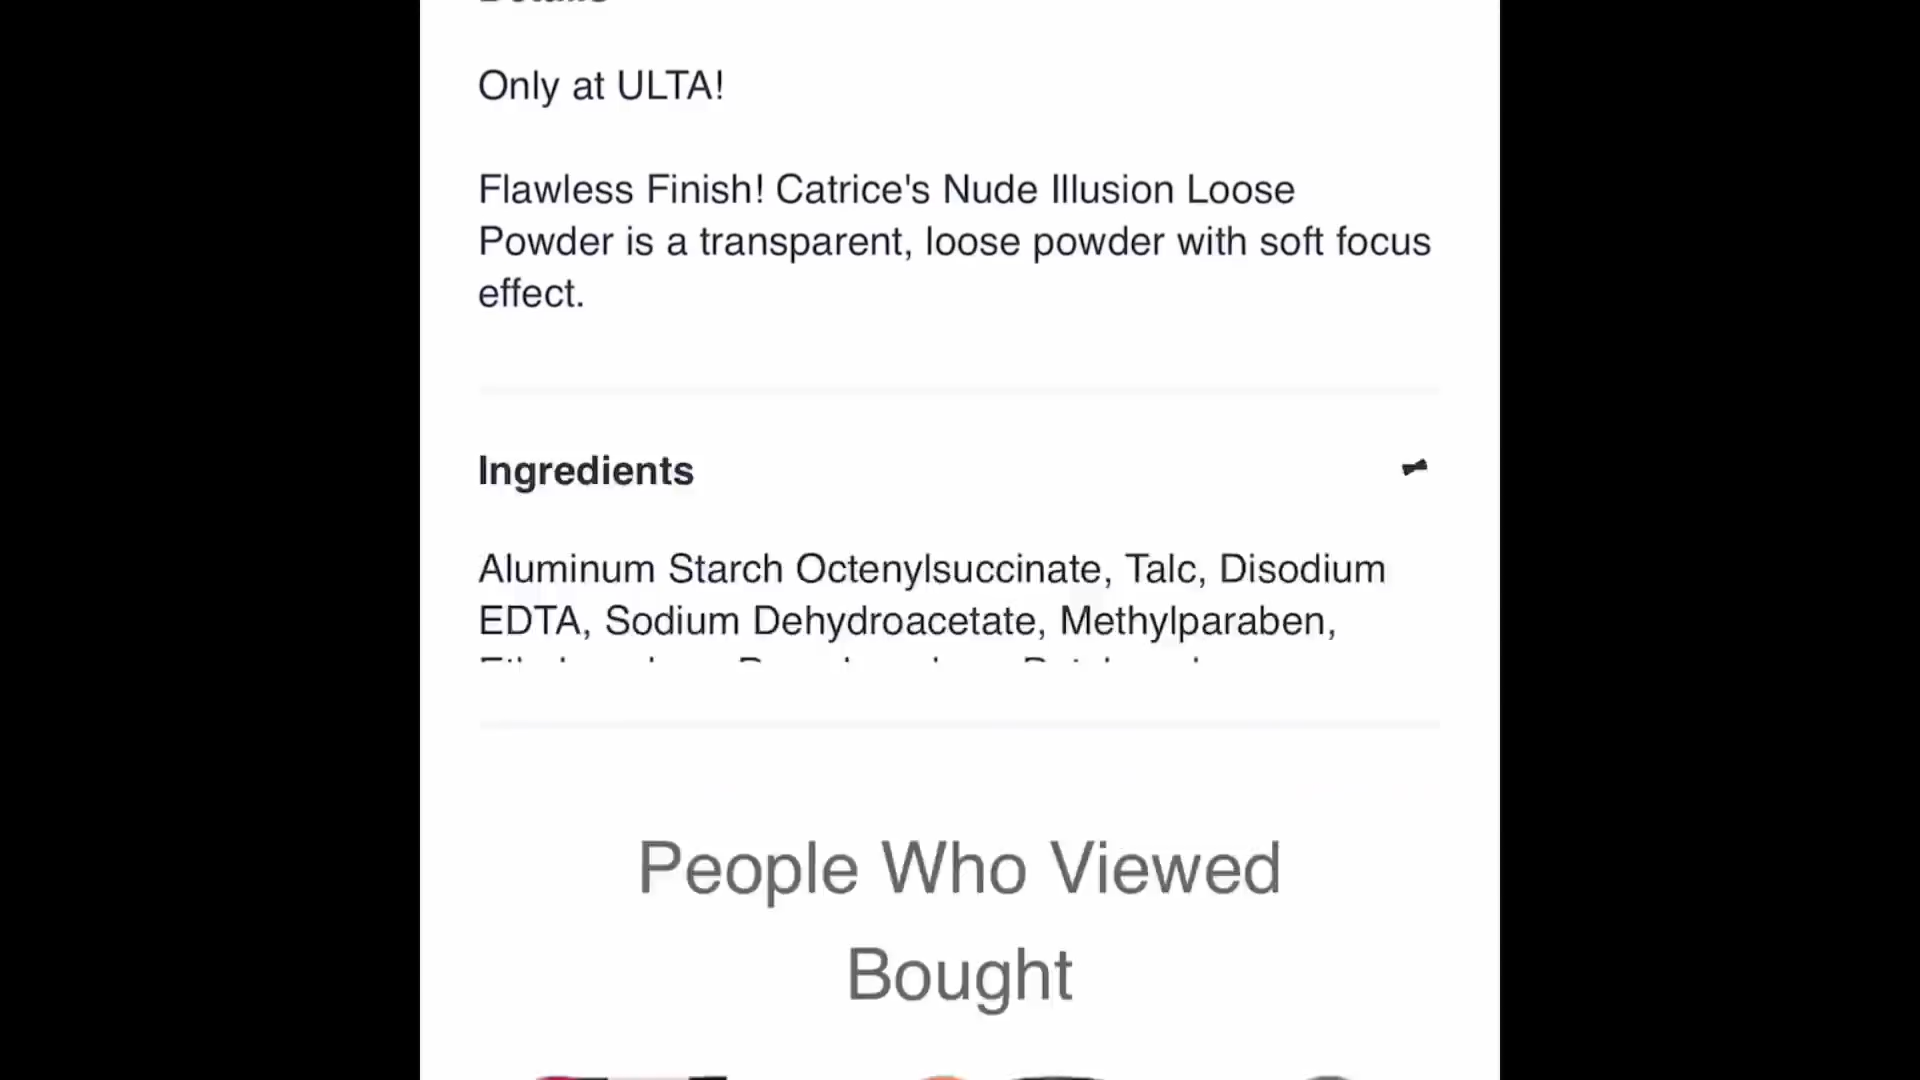 Only at ULTA!
Flawless Finish! Catrice's Nude Illusion Loose
Powder is a transparent, loose powder with soft focus
effect.
Ingredients
Aluminum Starch Octenylsuccinate, Talc, Disodium
EDTA, Sodium Dehydroacetate, Methylparaben,
People Who Viewed
Bought